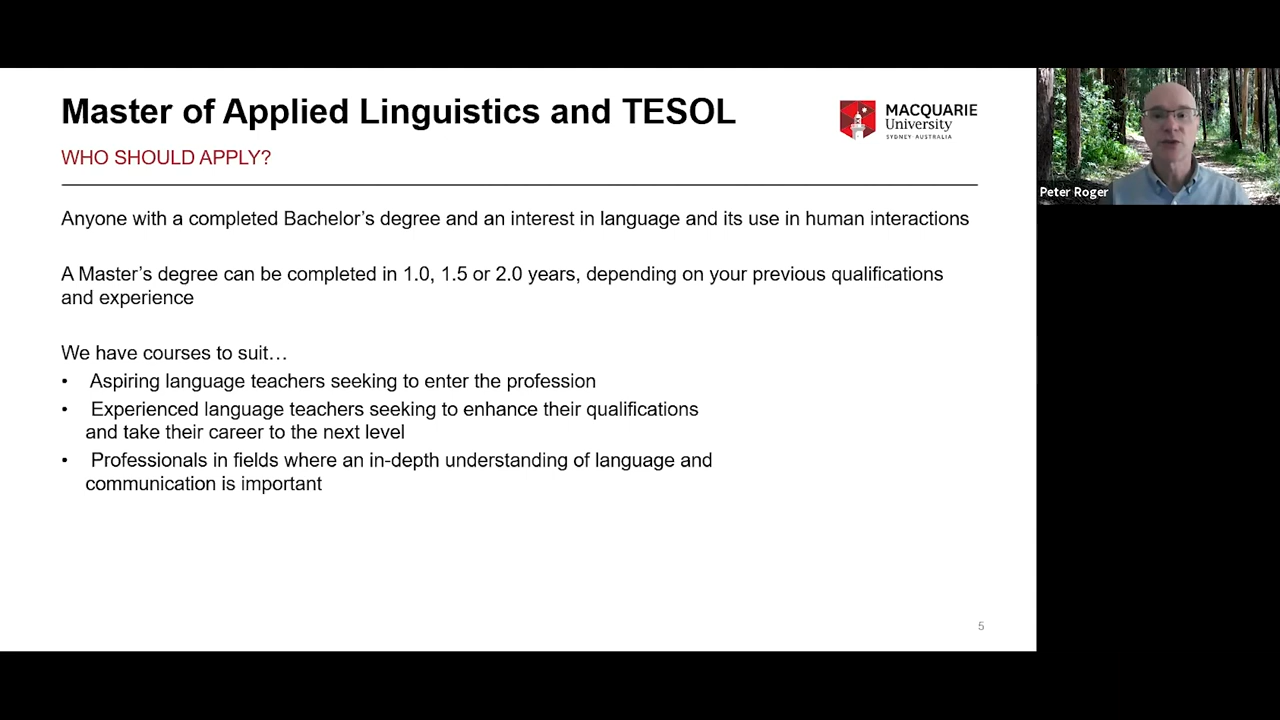 Master of Applied Linguistics and TESOL
MACQUARIE
University
SYDNEY·AUSTRALIA
WHO SHOULD APPLY?
Peter Roger
Anyone with a completed Bachelor’s degree and an interest in language and its use in human interactions
A Master’s degree can be completed in 1.0, 1.5 or 2.0 years, depending on your previous qualifications
and experience
We have courses to suit…
• Aspiring language teachers seeking to enter the profession
• Experienced language teachers seeking to enhance their qualifications
and take their career to the next level
• Professionals in fields where an in-depth understanding of language and
communication is important
5